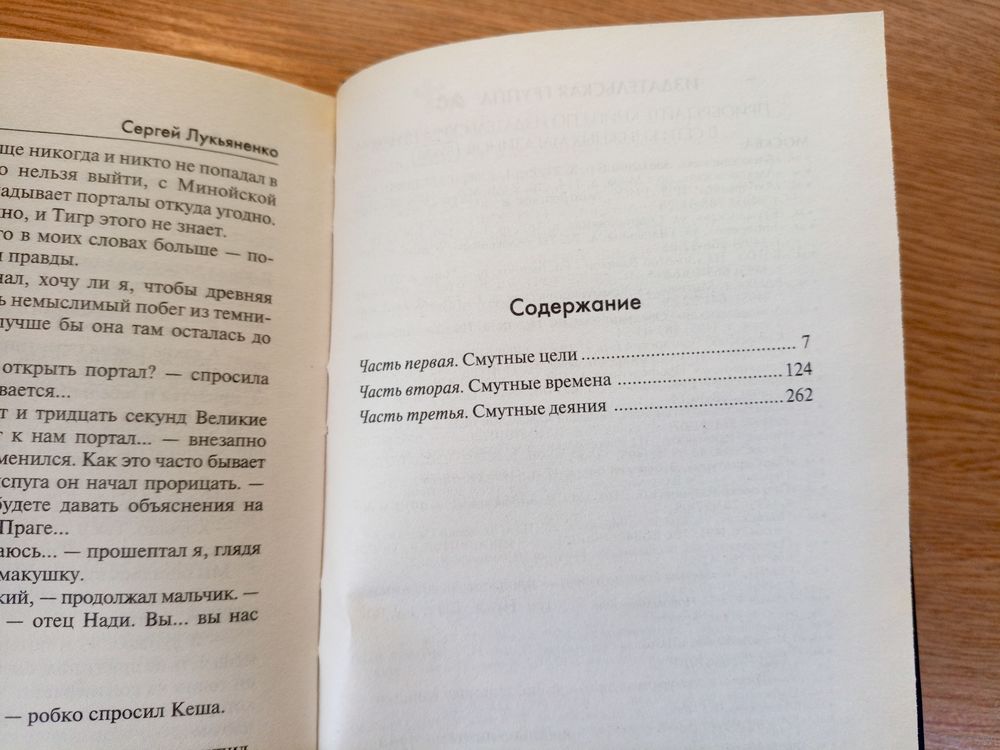 Сергей Лукьяненко
ще никогда и никто не попадал в
о нельзя выйти, с Минойской
адывает порталы откуда угодно.
но, и Тигр этого не знает.
го в моих словах больше — по-
и правды.
нал, хочу ли я, чтобы древняя
ь немыслимый побег из темни-
лучше бы она там осталась до
открыть портал? — спросила
вается...
т и тридцать секунд Великие
т к нам портал... — внезапно
менился. Как это часто бывает
спуга он начал прорицать. —
будете давать объяснения на
Праге...
аюсь... — прошептал я, глядя
макушку.
кий, — продолжал мальчик. —
— отец Нади. Вы... вы нас
— робко спросил Кеша.
Содержание
Часть первая. Смутные цели ........ 7
Часть вторая. Смутные времена ........ 124
Часть третья. Смутные деяния ........ 262